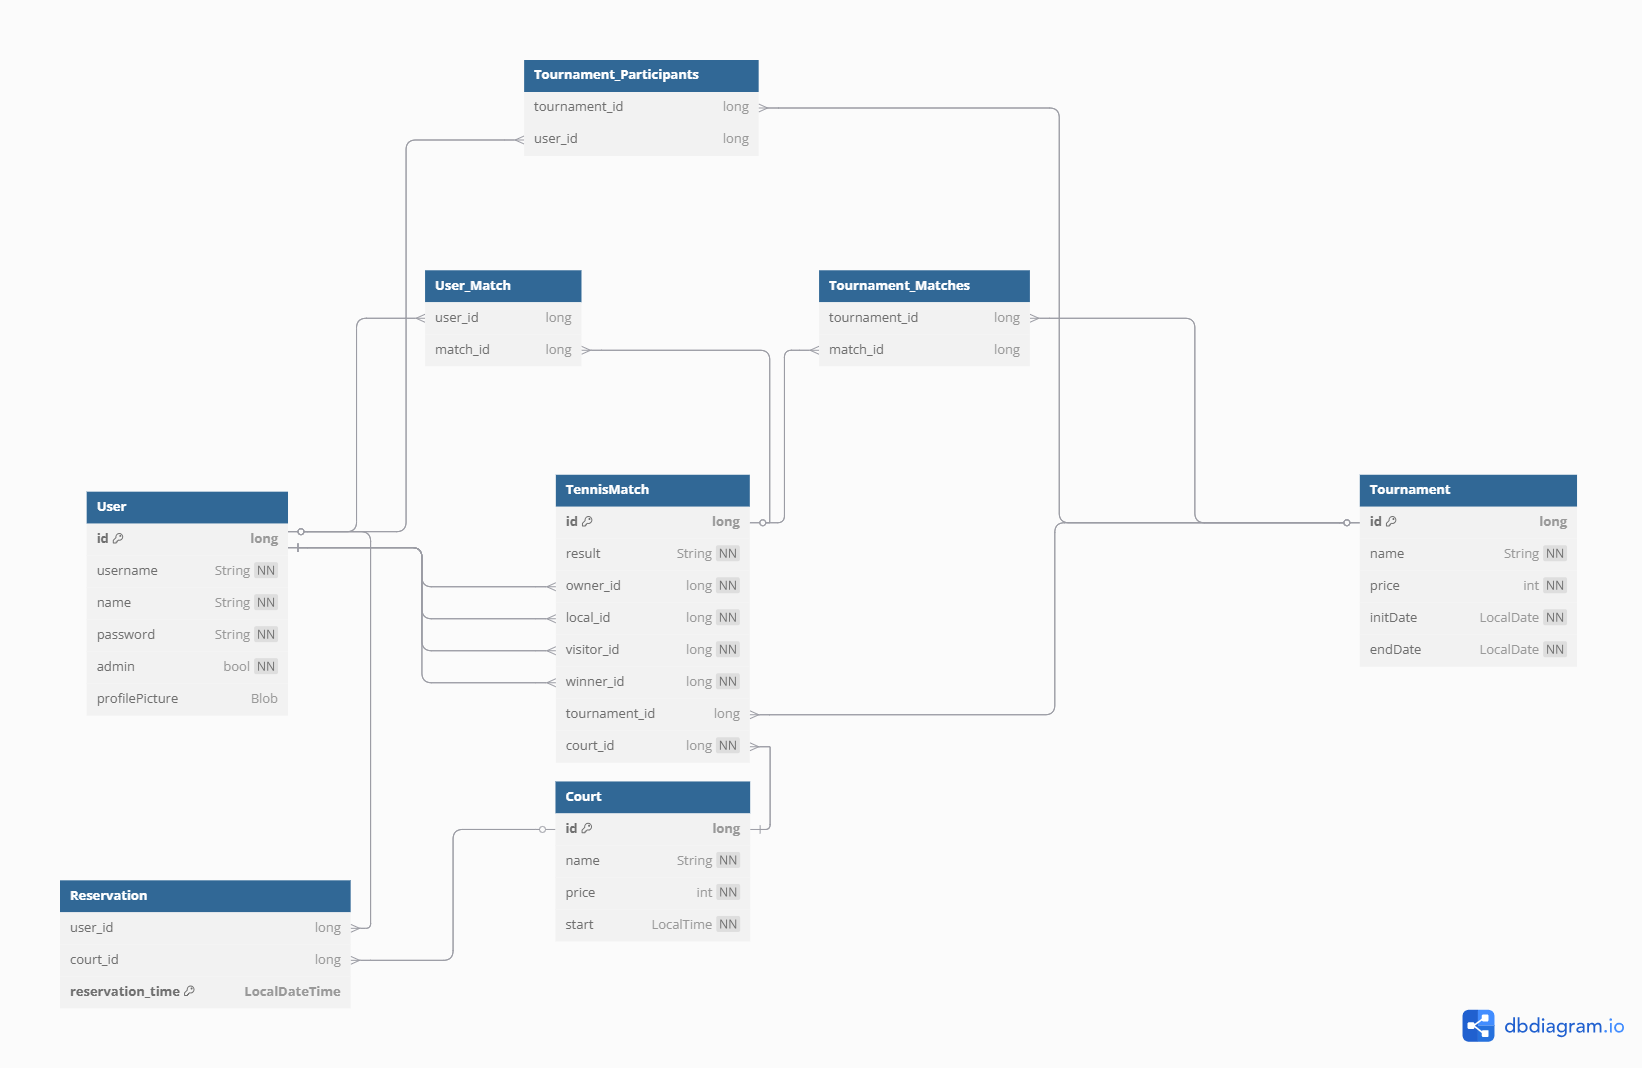 Tournament_Participants
tournament_id long
user_id long
User_Match
user_id long
match_id long
Tournament_Matches
tournament_id long
match_id long
User
id long
username String NN
name String NN
password String NN
admin bool NN
profilePicture Blob
TennisMatch
id long
result String NN
owner_id long NN
local_id long NN
visitor_id long NN
winner_id long NN
tournament_id long
court_id long NN
Tournament
id long
name String NN
price int NN
initDate LocalDate NN
endDate LocalDate NN
Court
id long
name String NN
price int NN
start LocalTime NN
Reservation
user_id long
court_id long
reservation_time LocalDateTime
dbdiagram.io